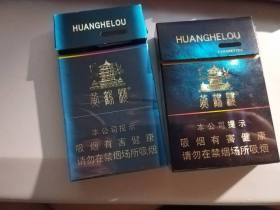 HUANGHELOU
黄鹤楼
本公司提示
吸烟有害健康
请勿在禁烟场所吸烟
HUANGHELOU
黄鹤楼
本公司提示
吸烟有害健康
请勿在禁烟场所吸烟